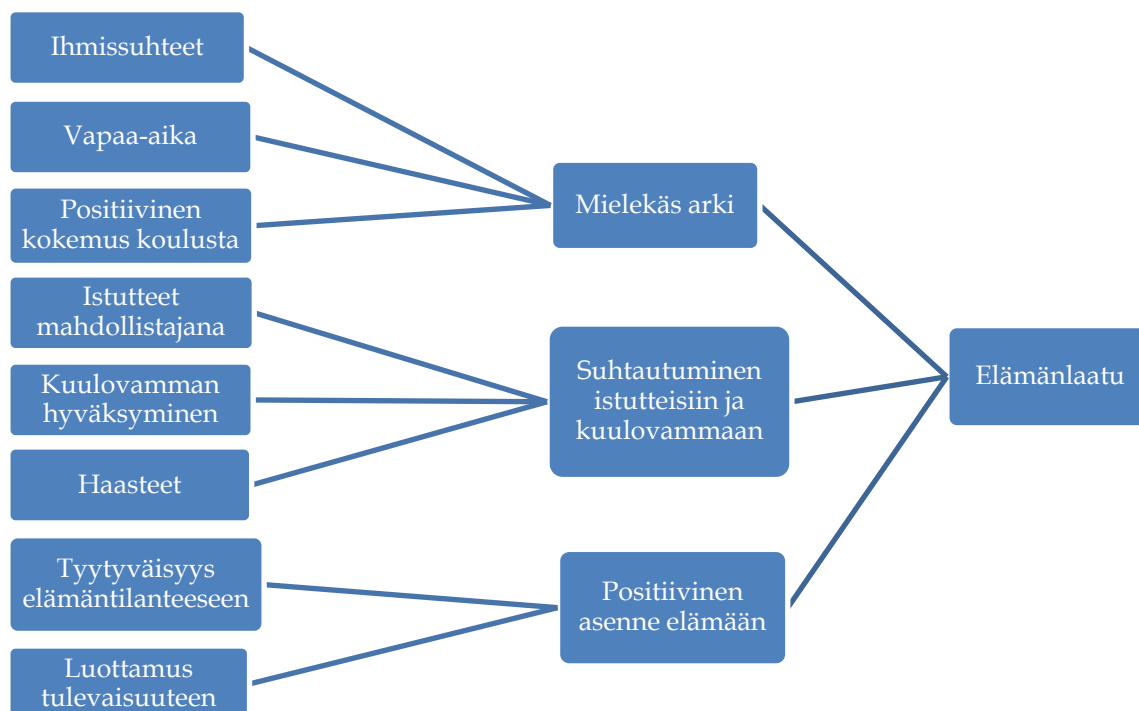 Ihmissuhteet
Vapaa-aika
Positiivinen
kokemus koulusta
Istutteet
mahdollistajana
Kuulovamman
hyväksyminen
Haasteet
Tyytyväisyys
elämäntilanteeseen
Luottamus
tulevaisuuteen
Mielekäs arki
Suhtautuminen
istutteisiin ja
kuulovammaan
Positiivinen
asenne elämään
Elämänlaatu